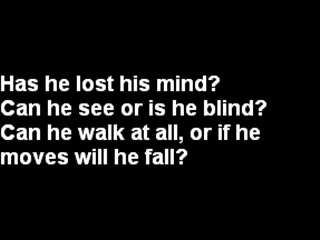 Has he lost his mind?
Can he see or is he blind?
Can he walk at all, or if he
moves will he fall?